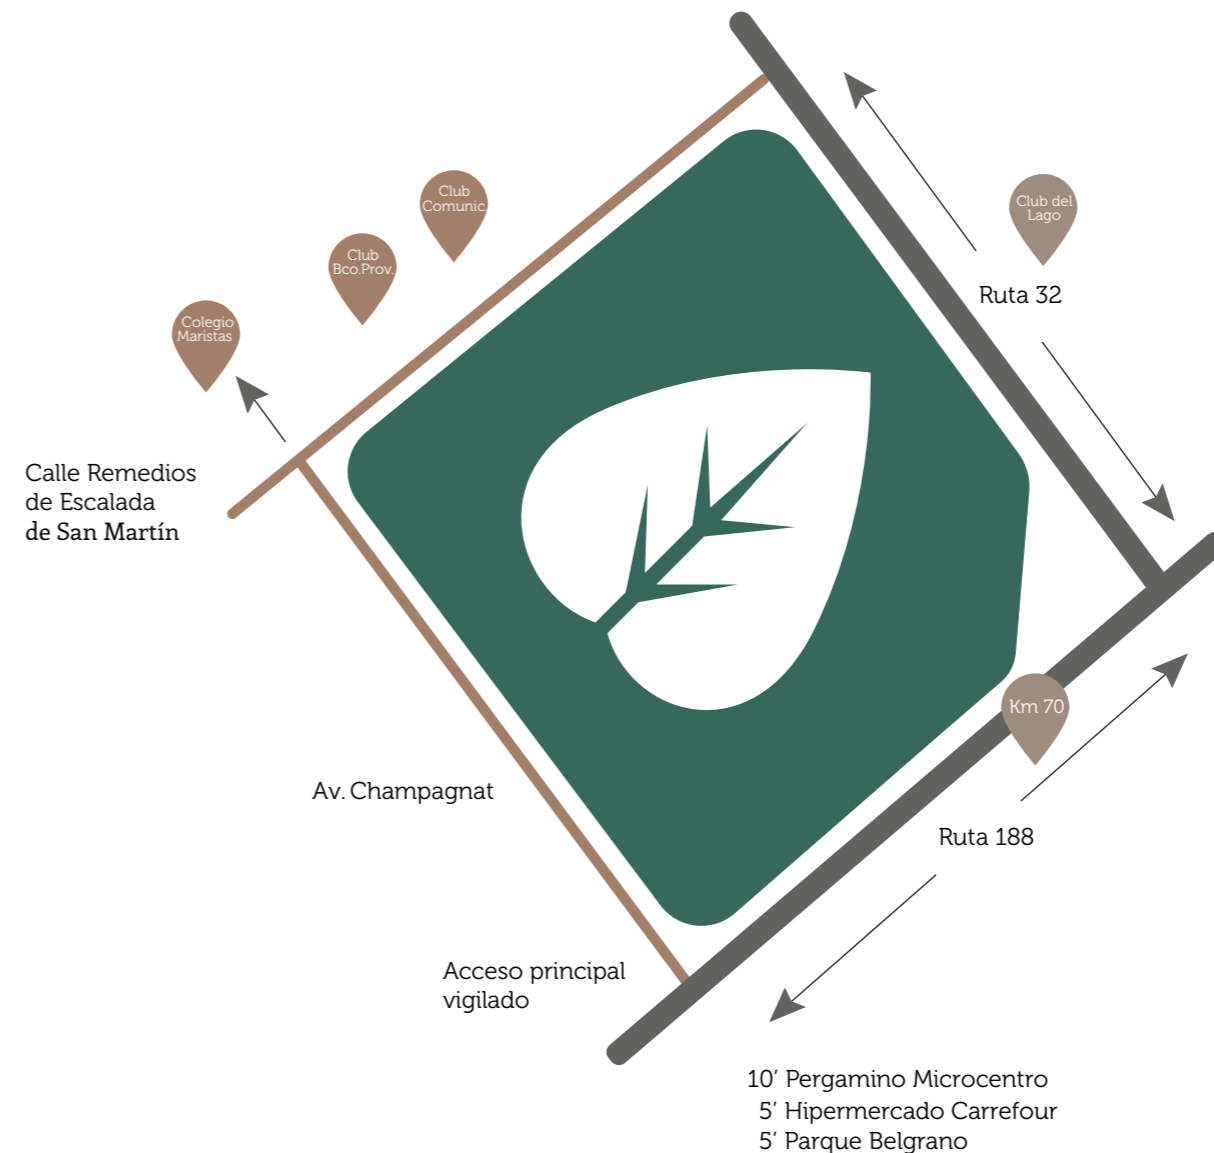 Club
Comunic.
Club del
Lago
Club
Bco.Prov.
Ruta 32
Colegio
Maristas
Calle Remedios
de Escalada
de San Martín
Km 70
Av. Champagnat
Ruta 188
Acceso principal
vigilado
10’ Pergamino Microcentro
5’ Hipermercado Carrefour
5’ Parque Belgrano